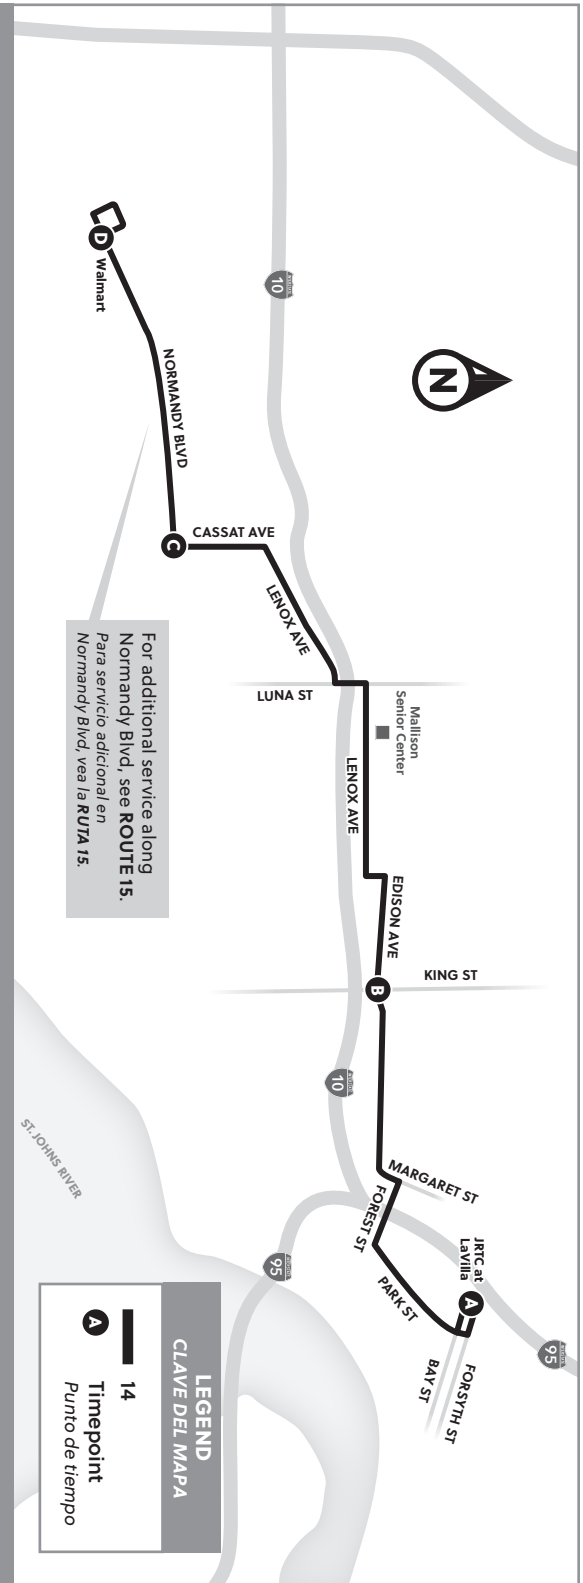 10
N
D
Walmart
NORMANDY BLVD
C
CASSAT AVE
LENOX AVE
LUNA ST
Mallison
Senior Center
LENOX AVE
EDISON AVE
KING ST
B
10
MARGARET ST
FOREST ST
PARK ST
JRTC at
LaVilla
A
95
95
FORSYTH ST
BAY ST
ST. JOHNS RIVER
For additional service along
Normandy Blvd, see ROUTE 15.
Para servicio adicional en
Normandy Blvd, vea la RUTA 15.
LEGEND
CLAVE DEL MAPA
14
A
Timepoint
Punto de tiempo